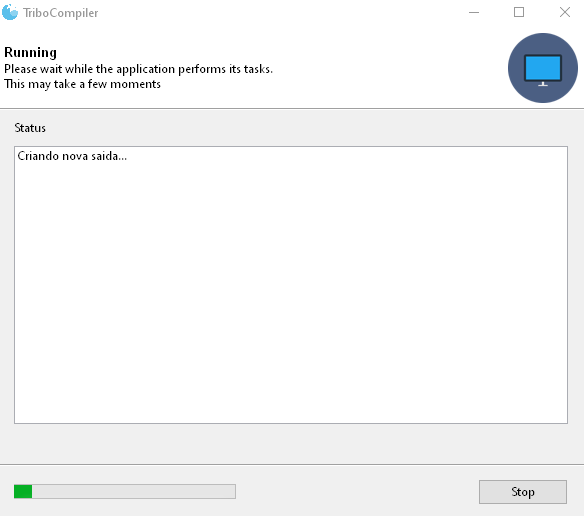 TriboCompiler
Running
Please wait while the application performs its tasks.
This may take a few moments
Status
Criando nova saida...
Stop